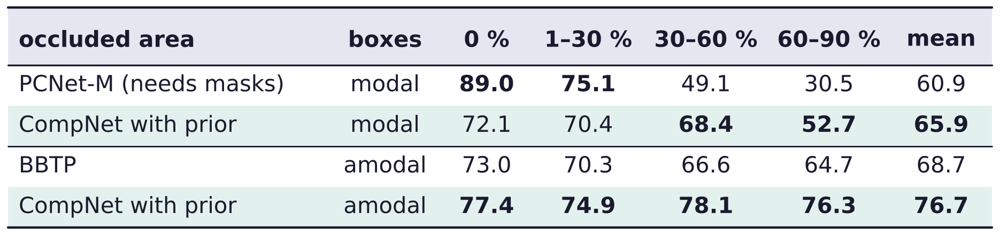 occluded area boxes 0 % 1–30 % 30–60 % 60–90 % mean
PCNet-M (needs masks) modal 89.0 75.1 49.1 30.5 60.9
CompNet with prior modal 72.1 70.4 68.4 52.7 65.9
BBTP amodal 73.0 70.3 66.6 64.7 68.7
CompNet with prior amodal 77.4 74.9 78.1 76.3 76.7